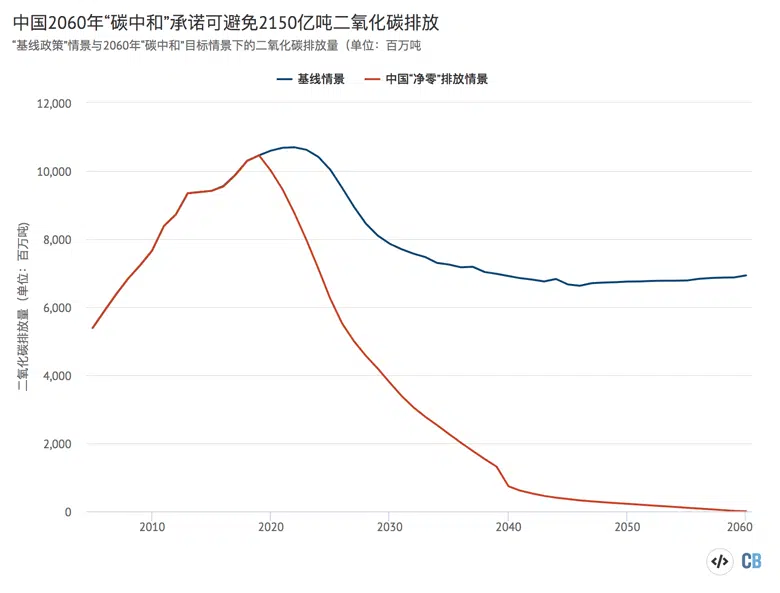 中国2060年“碳中和”承诺可避免2150亿吨二氧化碳排放
“基线政策”情景与2060年“碳中和”目标情景下的二氧化碳排放量（单位：百万吨
基线情景 中国“净零”排放情景
12,000
10,000
8,000
6,000
4,000
2,000
0
二氧化碳排放量（单位：百万吨）
2010 2020 2030 2040 2050 2060
</> CB